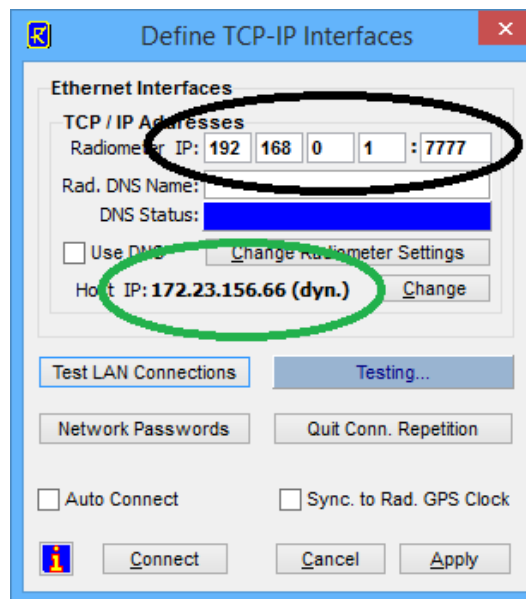 Define TCP-IP Interfaces
Ethernet Interfaces
TCP / IP Addresses
Radiometer IP: 192 168 0 1 : 7777
Rad. DNS Name:
DNS Status:
Use DNS Change Radiometer Settings
Host IP: 172.23.156.66 (dyn.) Change
Test LAN Connections Testing...
Network Passwords Quit Conn. Repetition
Auto Connect Sync. to Rad. GPS Clock
Connect Cancel Apply